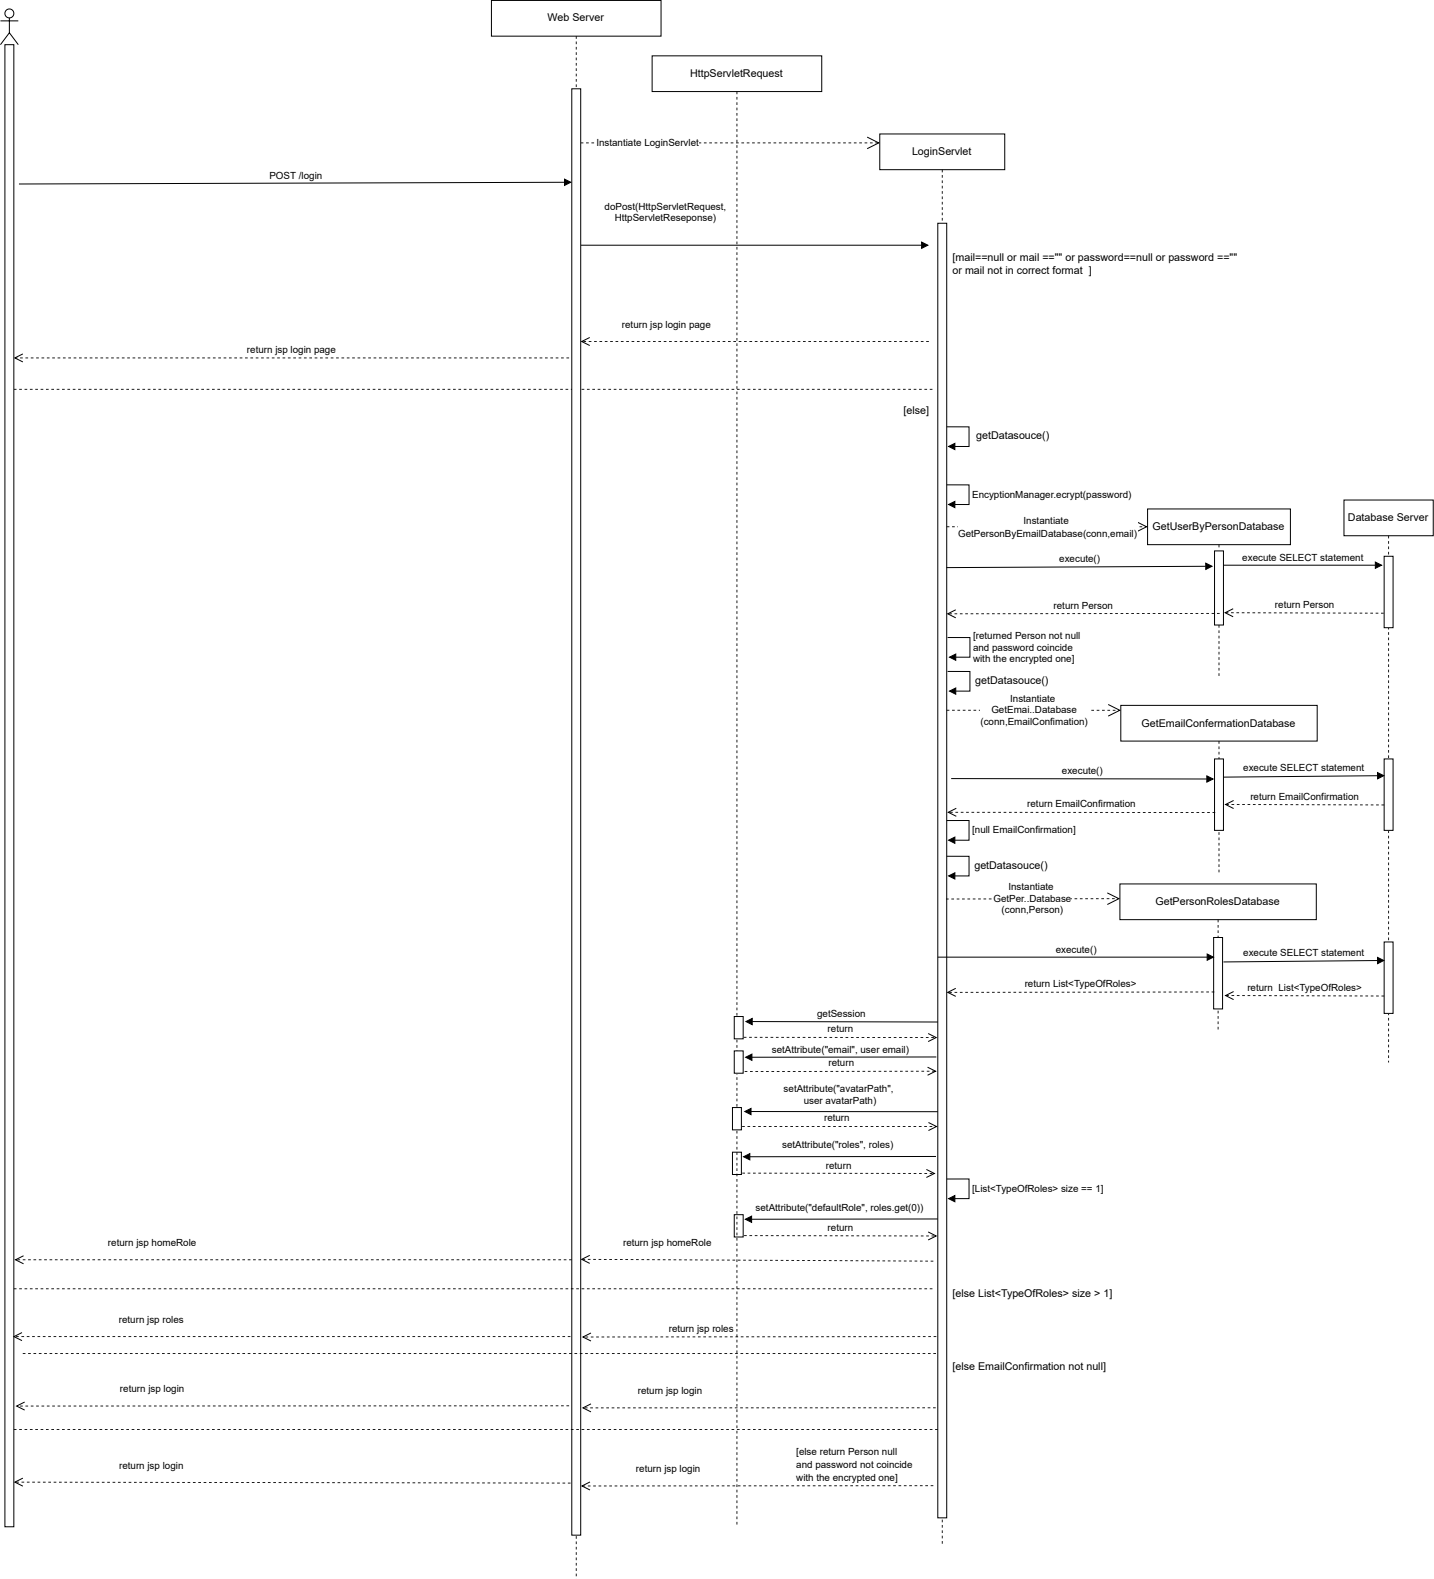 Web Server
HttpServletRequest
Instantiate LoginServlet
LoginServlet
POST /login
doPost(HttpServletRequest,
HttpServletReseponse)
[mail==null or mail =="" or password==null or password ==""
or mail not in correct format ]
return jsp login page
return jsp login page
[else]
getDatasouce()
EncyptionManager.ecrypt(password)
Instantiate
GetPersonByEmailDatabase(conn,email)
GetUserByPersonDatabase
Database Server
execute()
execute SELECT statement
return Person
return Person
[returned Person not null
and password coincide
with the encrypted one]
getDatasouce()
Instantiate
GetEmai..Database
(conn,EmailConfimation)
GetEmailConfermationDatabase
execute()
execute SELECT statement
return EmailConfirmation
return EmailConfirmation
[null EmailConfirmation]
getDatasouce()
Instantiate
GetPer..Database
(conn,Person)
GetPersonRolesDatabase
execute()
execute SELECT statement
return List<TypeOfRoles>
return List<TypeOfRoles>
getSession
return
setAttribute("email", user email)
return
setAttribute("avatarPath",
user avatarPath)
return
setAttribute("roles", roles)
return
[List<TypeOfRoles> size == 1]
setAttribute("defaultRole", roles.get(0))
return
return jsp homeRole
return jsp homeRole
[else List<TypeOfRoles> size > 1]
return jsp roles
return jsp roles
[else EmailConfirmation not null]
return jsp login
return jsp login
[else return Person null
and password not coincide
with the encrypted one]
return jsp login
return jsp login